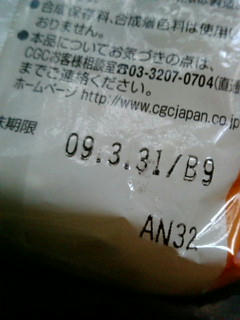 ●合成保存料、合成着色料は使用し
おりません。
●本品についてお気づきの点は、
CGCお客様相談室☎03-3207-0704(直通
までご連絡ください。
ホームページ http://www.cgcjapan.co.jp
味期限
09.3.31/B9
AN32